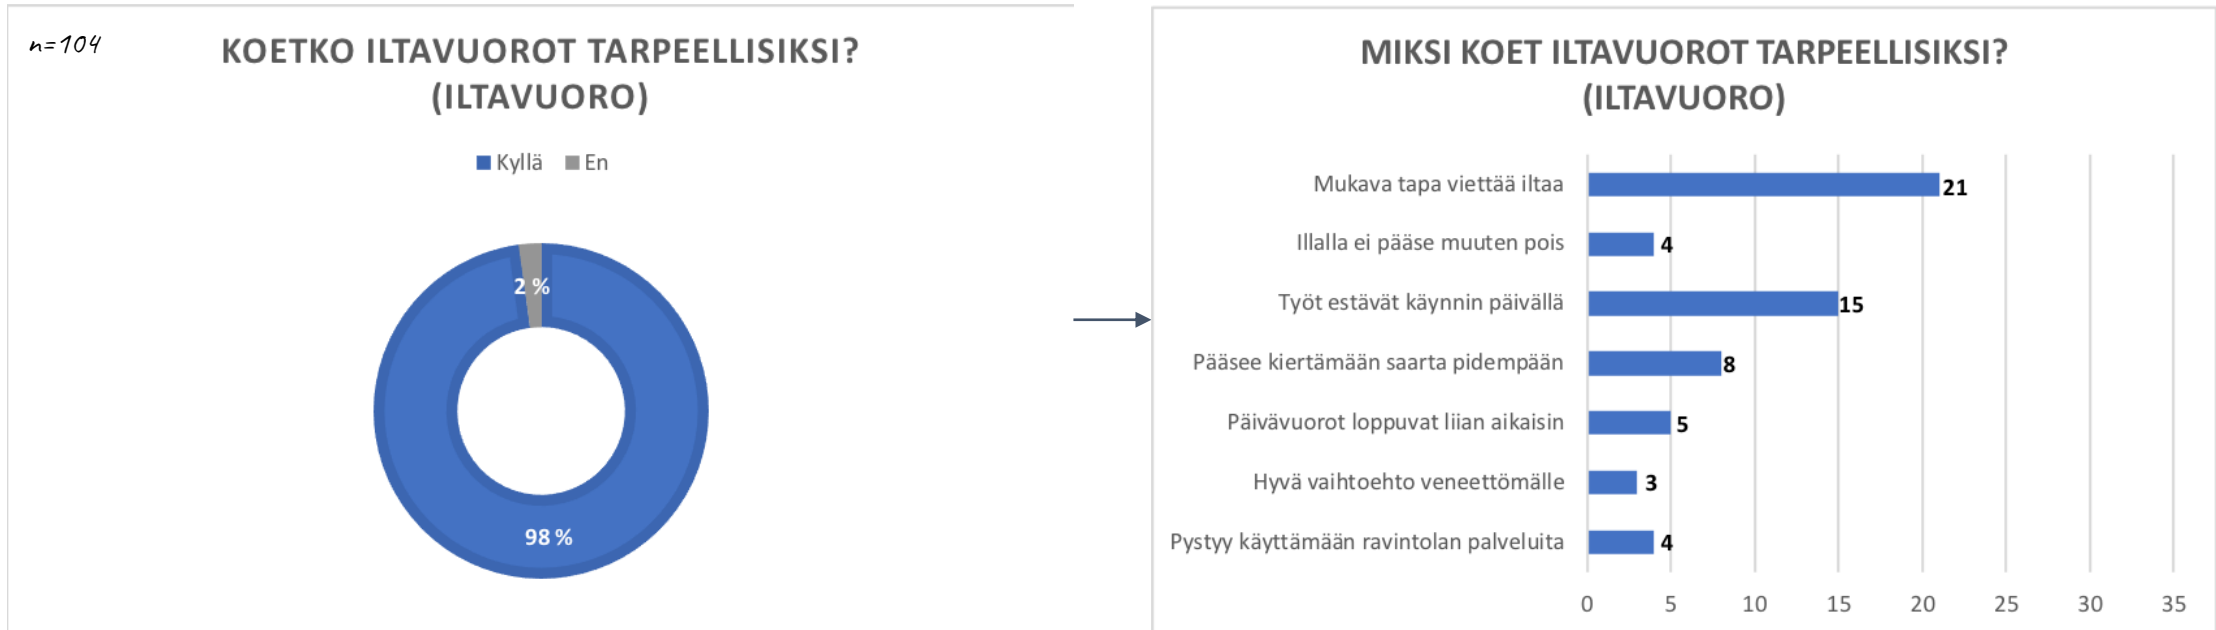 n=104
KOETKO ILTAVUOROT TARPEELLISIKSI?
(ILTAVUORO)
Kyllä En
2 %
98 %
MIKSI KOET ILTAVUOROT TARPEELLISIKSI?
(ILTAVUORO)
Mukava tapa viettää iltaa 21
Illalla ei pääse muuten pois 4
Työt estävät käynnin päivällä 15
Pääsee kiertämään saarta pidempään 8
Päivävuorot loppuvat liian aikaisin 5
Hyvä vaihtoehto veneettömälle 3
Pystyy käyttämään ravintolan palveluita 4
0 5 10 15 20 25 30 35